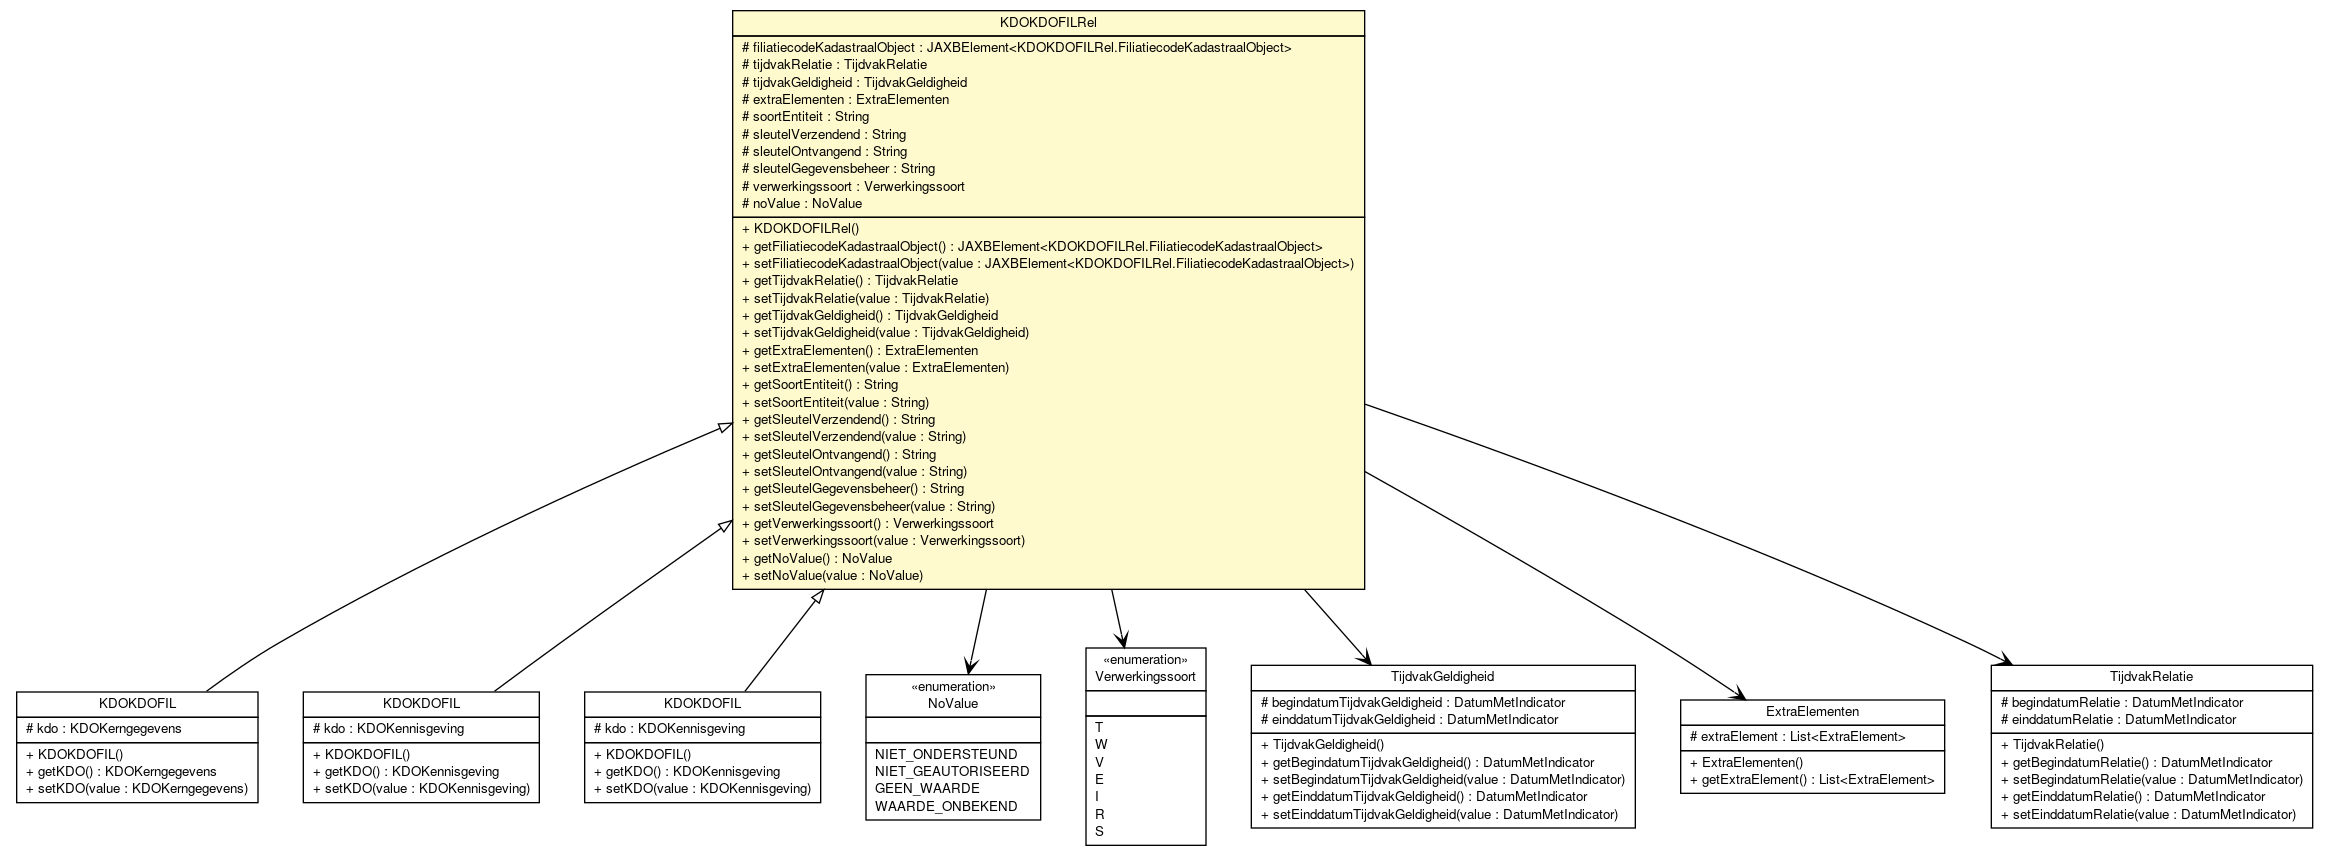 KDOKDOFILRel
# filiatiecodeKadastraalObject : JAXBElement<KDOKDOFILRel.FiliatiecodeKadastraalObject>
# tijdvakRelatie : TijdvakRelatie
# tijdvakGeldigheid : TijdvakGeldigheid
# extraElementen : ExtraElementen
# soortEntiteit : String
# sleutelVerzendend : String
# sleutelOntvangend : String
# sleutelGegevensbeheer : String
# verwerkingssoort : Verwerkingssoort
# noValue : NoValue
+ KDOKDOFILRel()
+ getFiliatiecodeKadastraalObject() : JAXBElement<KDOKDOFILRel.FiliatiecodeKadastraalObject>
+ setFiliatiecodeKadastraalObject(value : JAXBElement<KDOKDOFILRel.FiliatiecodeKadastraalObject>)
+ getTijdvakRelatie() : TijdvakRelatie
+ setTijdvakRelatie(value : TijdvakRelatie)
+ getTijdvakGeldigheid() : TijdvakGeldigheid
+ setTijdvakGeldigheid(value : TijdvakGeldigheid)
+ getExtraElementen() : ExtraElementen
+ setExtraElementen(value : ExtraElementen)
+ getSoortEntiteit() : String
+ setSoortEntiteit(value : String)
+ getSleutelVerzendend() : String
+ setSleutelVerzendend(value : String)
+ getSleutelOntvangend() : String
+ setSleutelOntvangend(value : String)
+ getSleutelGegevensbeheer() : String
+ setSleutelGegevensbeheer(value : String)
+ getVerwerkingssoort() : Verwerkingssoort
+ setVerwerkingssoort(value : Verwerkingssoort)
+ getNoValue() : NoValue
+ setNoValue(value : NoValue)
KDOKDOFIL
# kdo : KDOKerngegevens
+ KDOKDOFIL()
+ getKDO() : KDOKerngegevens
+ setKDO(value : KDOKerngegevens)
KDOKDOFIL
# kdo : KDOKennisgeving
+ KDOKDOFIL()
+ getKDO() : KDOKennisgeving
+ setKDO(value : KDOKennisgeving)
KDOKDOFIL
# kdo : KDOKennisgeving
+ KDOKDOFIL()
+ getKDO() : KDOKennisgeving
+ setKDO(value : KDOKennisgeving)
«enumeration»
NoValue
NIET_ONDERSTEUND
NIET_GEAUTORISEERD
GEEN_WAARDE
WAARDE_ONBEKEND
«enumeration»
Verwerkingssoort
T
W
V
E
I
R
S
TijdvakGeldigheid
# begindatumTijdvakGeldigheid : DatumMetIndicator
# einddatumTijdvakGeldigheid : DatumMetIndicator
+ TijdvakGeldigheid()
+ getBegindatumTijdvakGeldigheid() : DatumMetIndicator
+ setBegindatumTijdvakGeldigheid(value : DatumMetIndicator)
+ getEinddatumTijdvakGeldigheid() : DatumMetIndicator
+ setEinddatumTijdvakGeldigheid(value : DatumMetIndicator)
ExtraElementen
# extraElement : List<ExtraElement>
+ ExtraElementen()
+ getExtraElement() : List<ExtraElement>
TijdvakRelatie
# begindatumRelatie : DatumMetIndicator
# einddatumRelatie : DatumMetIndicator
+ TijdvakRelatie()
+ getBegindatumRelatie() : DatumMetIndicator
+ setBegindatumRelatie(value : DatumMetIndicator)
+ getEinddatumRelatie() : DatumMetIndicator
+ setEinddatumRelatie(value : DatumMetIndicator)